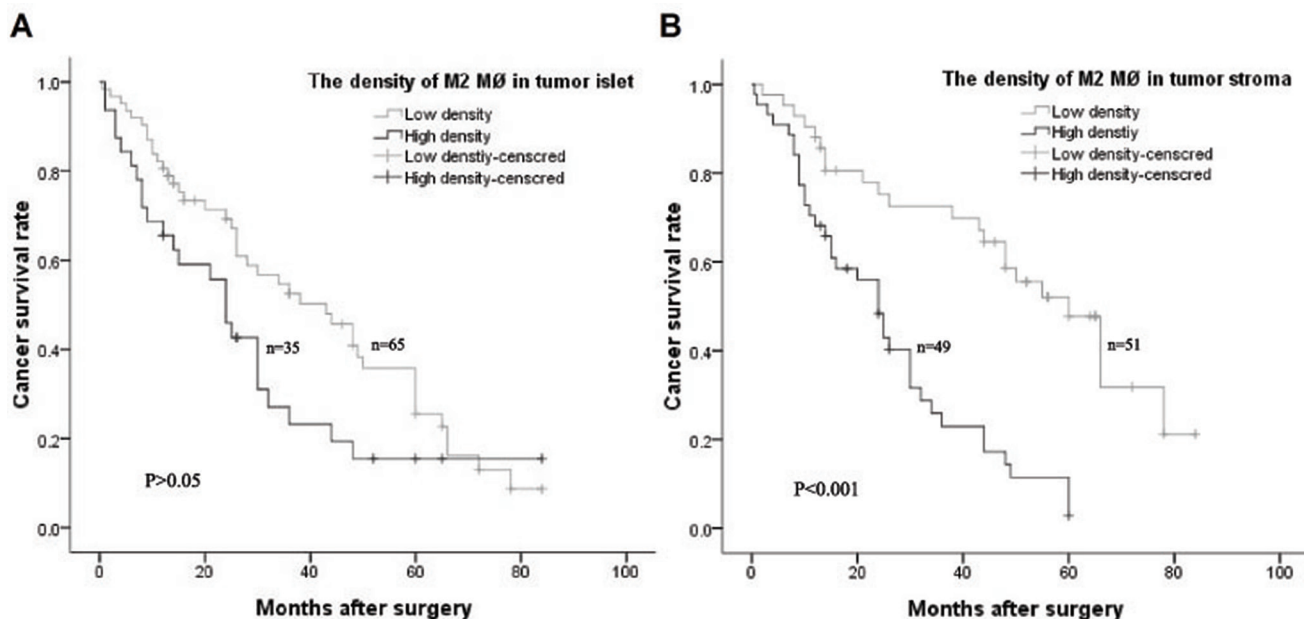 A
The density of M2 MØ in tumor islet
Low density
High density
Low denstly-censcred
High density-censcred
1.0
0.8
0.6
0.4
0.2
0.0
Cancer survival rate
n=35
n=65
P>0.05
0 20 40 60 80 100
Months after surgery
B
The density of M2 MØ in tumor stroma
Low density
High denstiy
Low density-censcred
High density-censcred
1.0
0.8
0.6
0.4
0.2
0.0
Cancer survival rate
n=49
n=51
P<0.001
0 20 40 60 80 100
Months after surgery